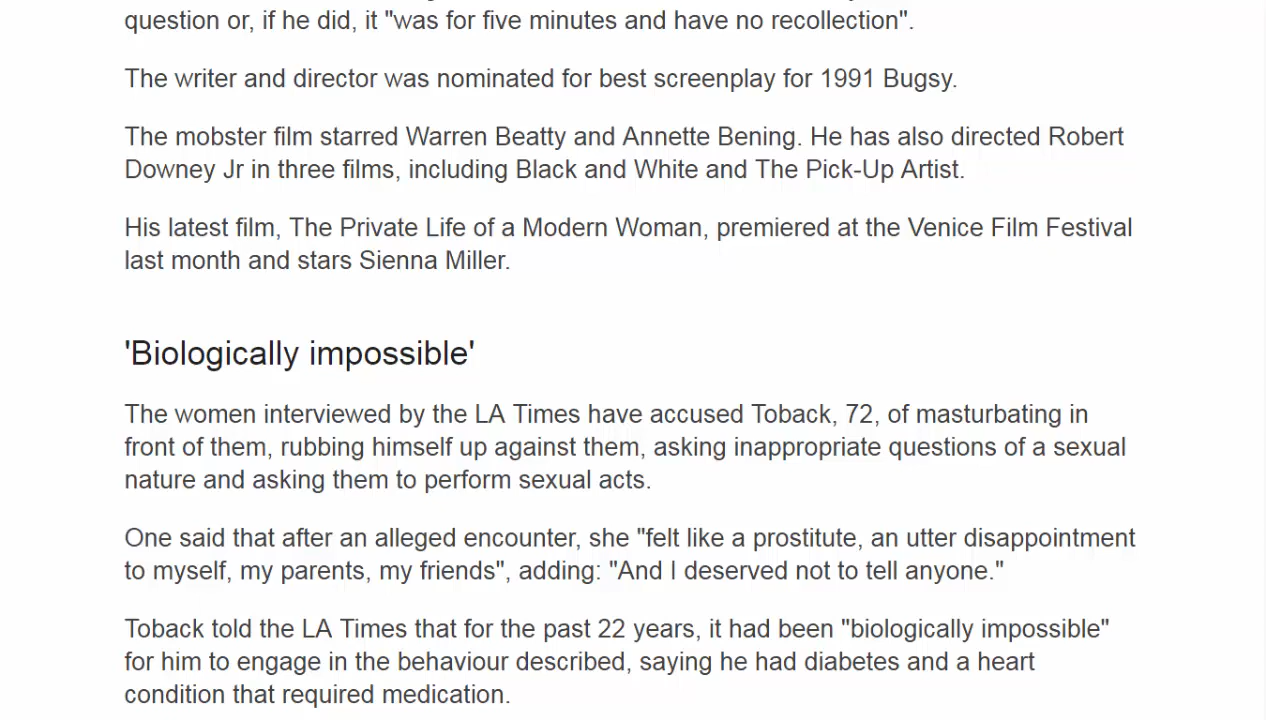 question or, if he did, it "was for five minutes and have no recollection".
The writer and director was nominated for best screenplay for 1991 Bugsy.
The mobster film starred Warren Beatty and Annette Bening. He has also directed Robert
Downey Jr in three films, including Black and White and The Pick-Up Artist.
His latest film, The Private Life of a Modern Woman, premiered at the Venice Film Festival
last month and stars Sienna Miller.
'Biologically impossible'
The women interviewed by the LA Times have accused Toback, 72, of masturbating in
front of them, rubbing himself up against them, asking inappropriate questions of a sexual
nature and asking them to perform sexual acts.
One said that after an alleged encounter, she "felt like a prostitute, an utter disappointment
to myself, my parents, my friends", adding: "And I deserved not to tell anyone."
Toback told the LA Times that for the past 22 years, it had been "biologically impossible"
for him to engage in the behaviour described, saying he had diabetes and a heart
condition that required medication.